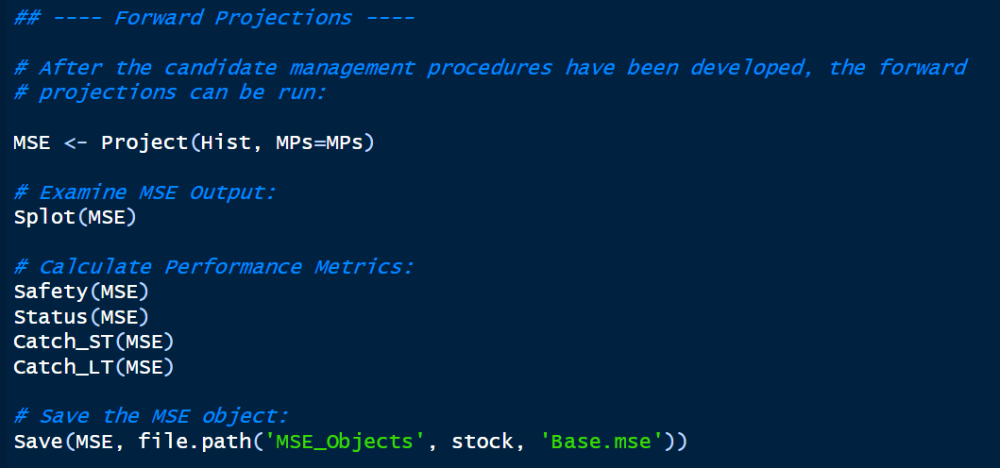 ## ---- Forward Projections ----
# After the candidate management procedures have been developed, the forward
# projections can be run:
MSE <- Project(Hist, MPs=MPs)
# Examine MSE Output:
Splot(MSE)
# Calculate Performance Metrics:
Safety(MSE)
Status(MSE)
Catch_ST(MSE)
Catch_LT(MSE)
# Save the MSE object:
Save(MSE, file.path('MSE_Objects', stock, 'Base.mse'))